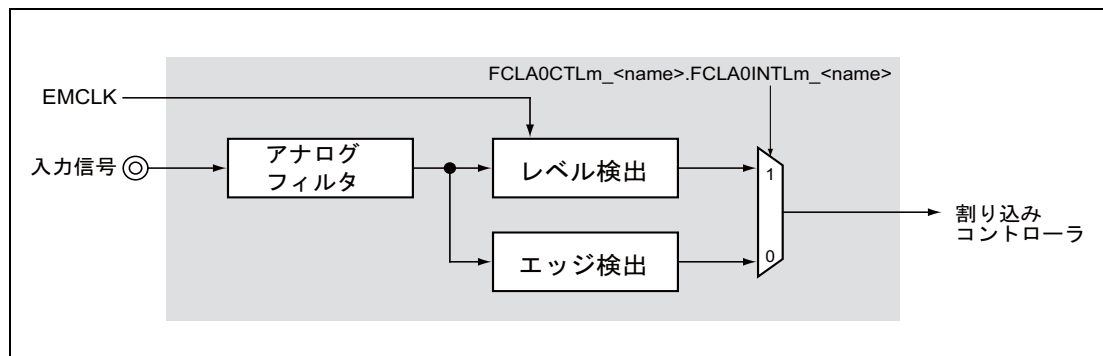 FCLA0CTLm_<name>.FCLA0INTLm_<name>
EMCLK
入力信号
アナログ
フィルタ
レベル検出
1
エッジ検出
0
割り込み
コントローラ